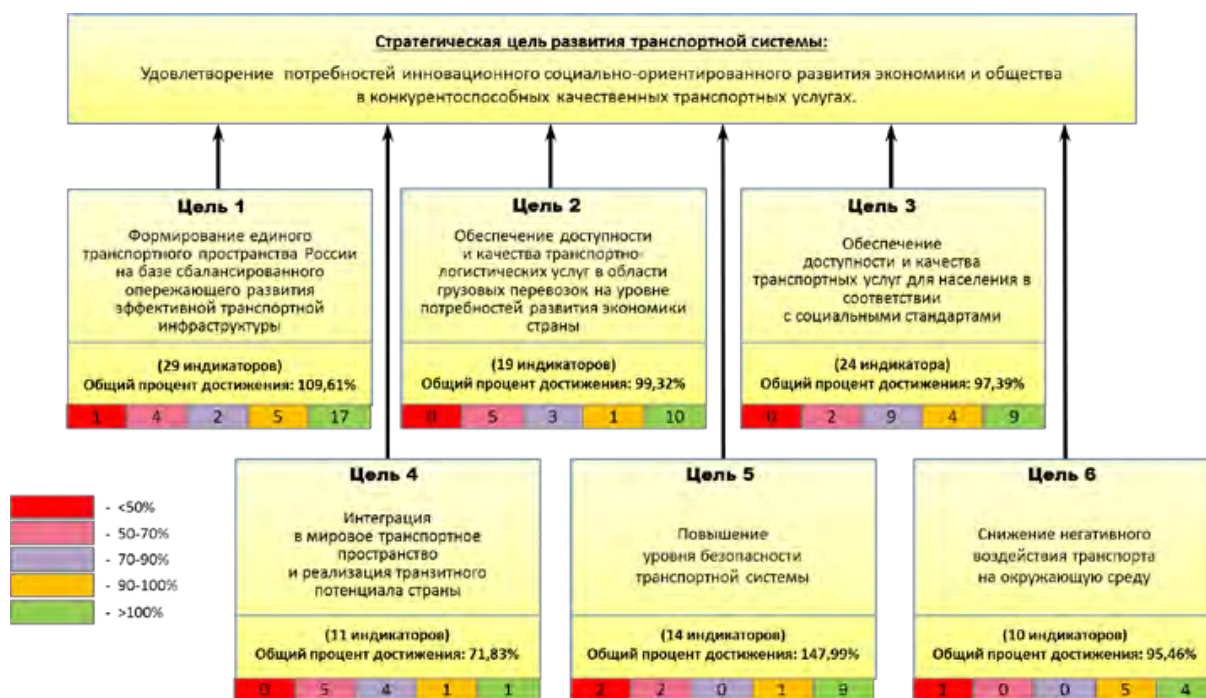 Стратегическая цель развития транспортной системы:
Удовлетворение потребностей инновационного социально-ориентированного развития экономики и общества
в конкурентоспособных качественных транспортных услугах.
Цель 1
Формирование единого
транспортного пространства России
на базе сбалансированного
опережающего развития
эффективной транспортной
инфраструктуры
(29 индикаторов)
Общий процент достижения: 109,61%
1 4 2 5 17
Цель 2
Обеспечение доступности
и качества транспортно-
логистических услуг в области
грузовых перевозок на уровне
потребностей развития экономики
страны
(19 индикаторов)
Общий процент достижения: 99,32%
0 5 3 1 10
Цель 3
Обеспечение
доступности и качества
транспортных услуг для населения в
соответствии
с социальными стандартами
(24 индикатора)
Общий процент достижения: 97,39%
0 2 9 4 9
- <50%
- 50-70%
- 70-90%
- 90-100%
- >100%
Цель 4
Интеграция
в мировое транспортное
пространство
и реализация транзитного
потенциала страны
(11 индикаторов)
Общий процент достижения: 71,83%
0 5 4 1 1
Цель 5
Повышение
уровня безопасности
транспортной системы
(14 индикаторов)
Общий процент достижения: 147,99%
2 2 0 1 9
Цель 6
Снижение негативного
воздействия транспорта
на окружающую среду
(10 индикаторов)
Общий процент достижения: 95,46%
1 0 0 5 4